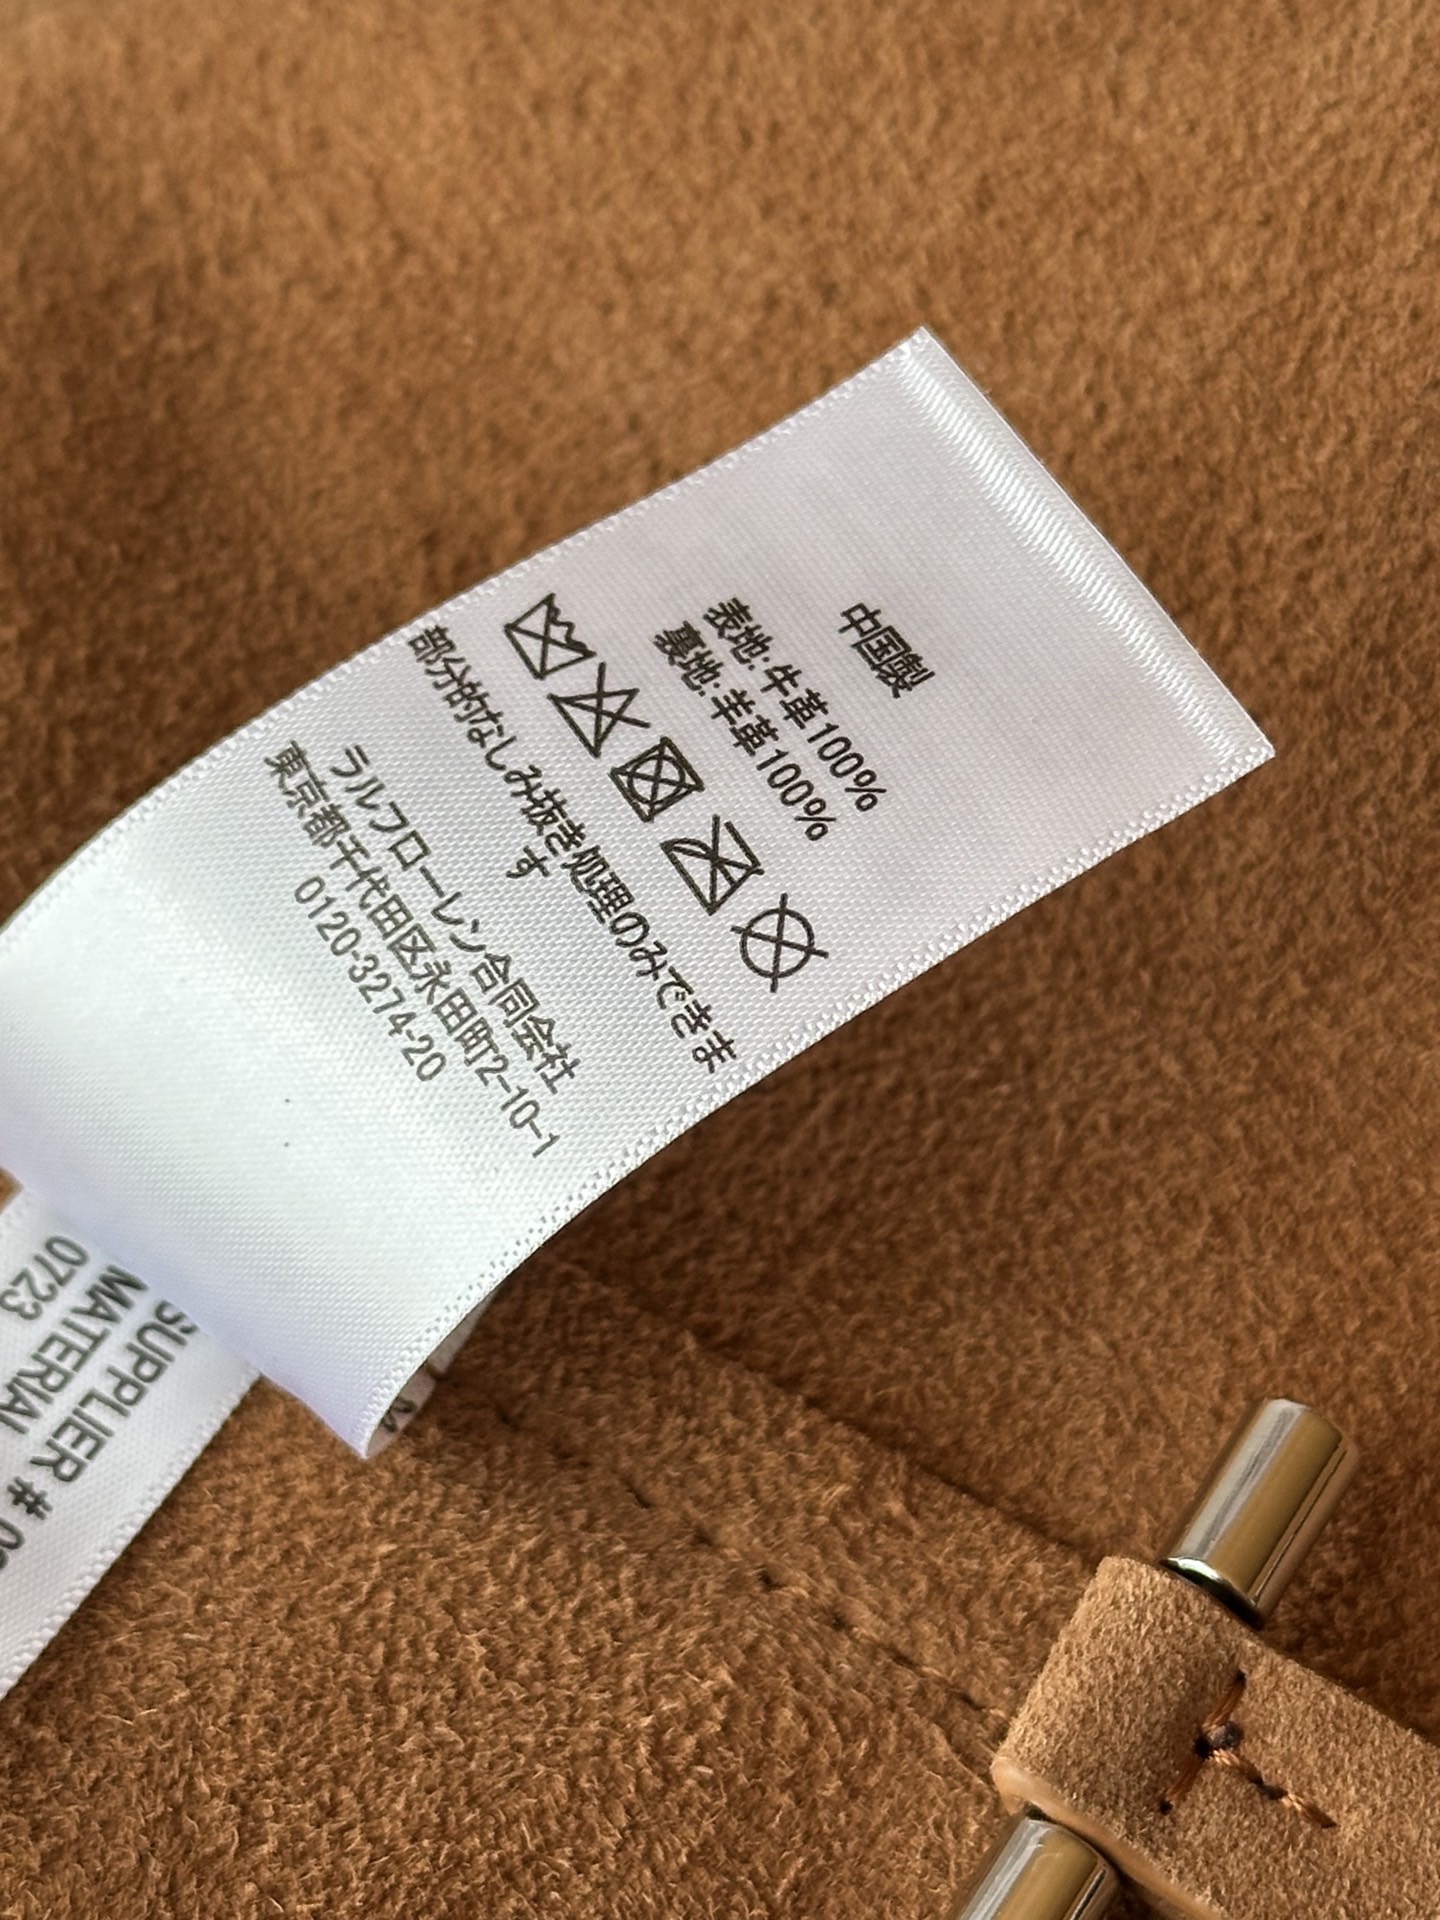 中国製
表地:牛革100%
裏地:羊革100%
部分的なしみ抜き処理のみできま
す
ラルフローレン合同会社
東京都千代田区永田町2-10-1
0120-3274-20
SUPPLIER #
MATERIAL
0723